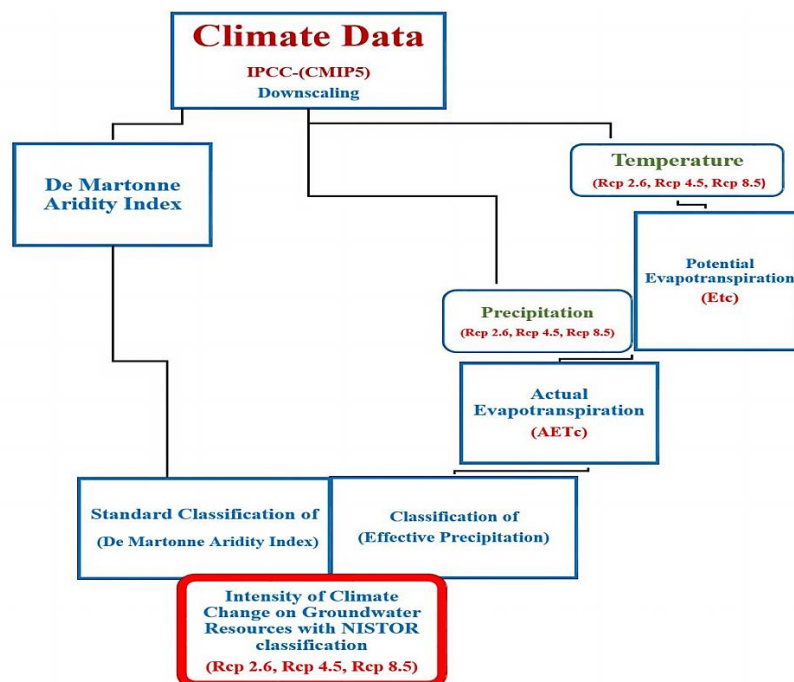 Climate Data
IPCC-(CMIP5)
Downscaling
De Martonne
Aridity Index
Temperature
(Rcp 2.6, Rcp 4.5, Rcp 8.5)
Potential
Evapotranspiration
(Etc)
Precipitation
(Rcp 2.6, Rcp 4.5, Rcp 8.5)
Actual
Evapotranspiration
(AETc)
Standard Classification of
(De Martonne Aridity Index)
Classification of
(Effective Precipitation)
Intensity of Climate
Change on Groundwater
Resources with NISTOR
classification
(Rcp 2.6, Rcp 4.5, Rcp 8.5)